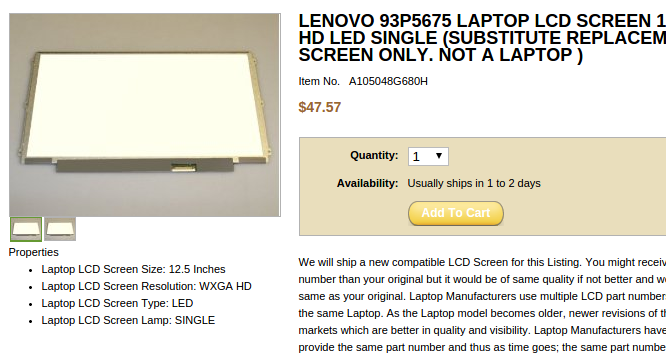 LENOVO 93P5675 LAPTOP LCD SCREEN 1
HD LED SINGLE (SUBSTITUTE REPLACEM
SCREEN ONLY. NOT A LAPTOP )
Item No. A105048G680H
$47.57
Quantity: 1
Availability: Usually ships in 1 to 2 days
Add To Cart
Properties
Laptop LCD Screen Size: 12.5 Inches
Laptop LCD Screen Resolution: WXGA HD
Laptop LCD Screen Type: LED
Laptop LCD Screen Lamp: SINGLE
We will ship a new compatible LCD Screen for this Listing. You might receiv
number than your original but it would be of same quality if not better and wo
same as your original. Laptop Manufacturers use multiple LCD part number
the same Laptop. As the Laptop model becomes older, newer revisions of th
markets which are better in quality and visibility. Laptop Manufacturers have
provide the same part number and thus as time goes; the same part numbe